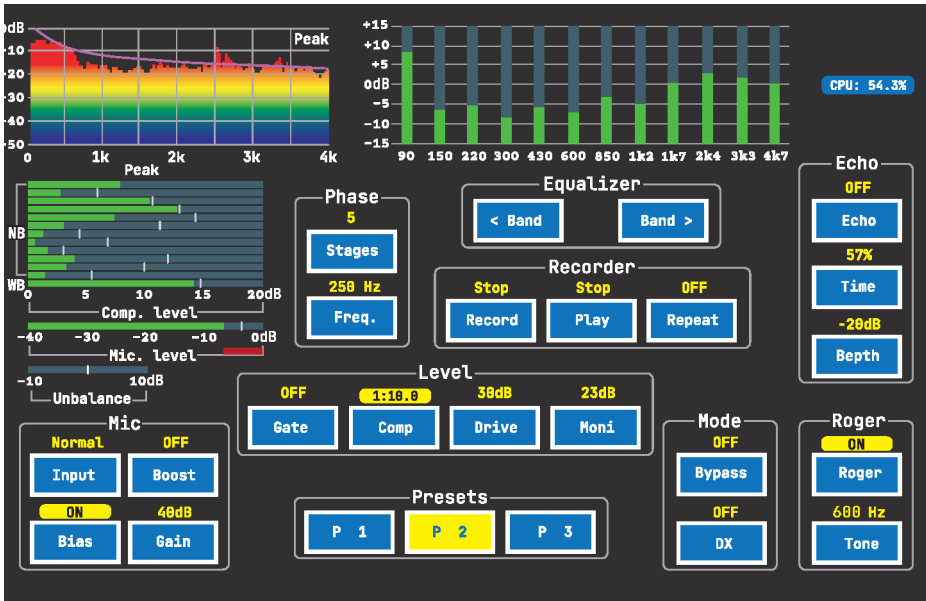 0dB
-10
-20
-30
-40
-50
Peak
0 1k 2k 3k 4k
Peak
+15
+10
+5
0dB
-5
-10
-15
90 150 220 300 430 600 850 1k2 1k7 2k4 3k3 4k7
CPU: 54.3%
NB
WB
0 5 10 15 20dB
Comp. level
-40 -30 -20 -10 0dB
Mic. level
-10 10dB
Unbalance
Phase
5
Stages
250 Hz
Freq.
Equalizer
< Band Band >
Recorder
Stop Stop OFF
Record Play Repeat
Echo
OFF
Echo
57%
Time
-20dB
Bepth
Level
OFF 1:10.0 30dB 23dB
Gate Comp Drive Moni
Mic
Normal OFF
Input Boost
ON 40dB
Bias Gain
Presets
P 1 P 2 P 3
Mode
OFF
Bypass
OFF
DX
Roger
ON
Roger
600 Hz
Tone